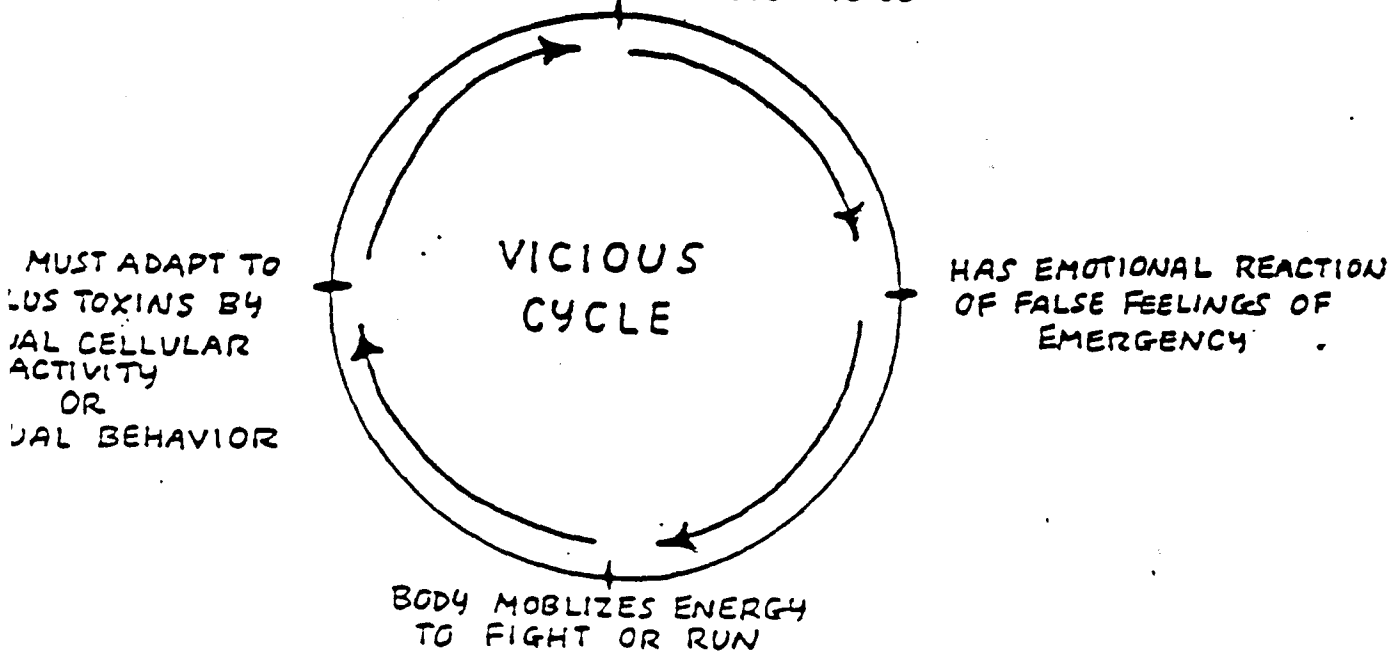 VICIOUS
CYCLE
HAS EMOTIONAL REACTION
OF FALSE FEELINGS OF
EMERGENCY
BODY MOBLIZES ENERGY
TO FIGHT OR RUN
MUST ADAPT TO
TOXINS BY
CELLULAR
ACTIVITY
OR
BEHAVIOR